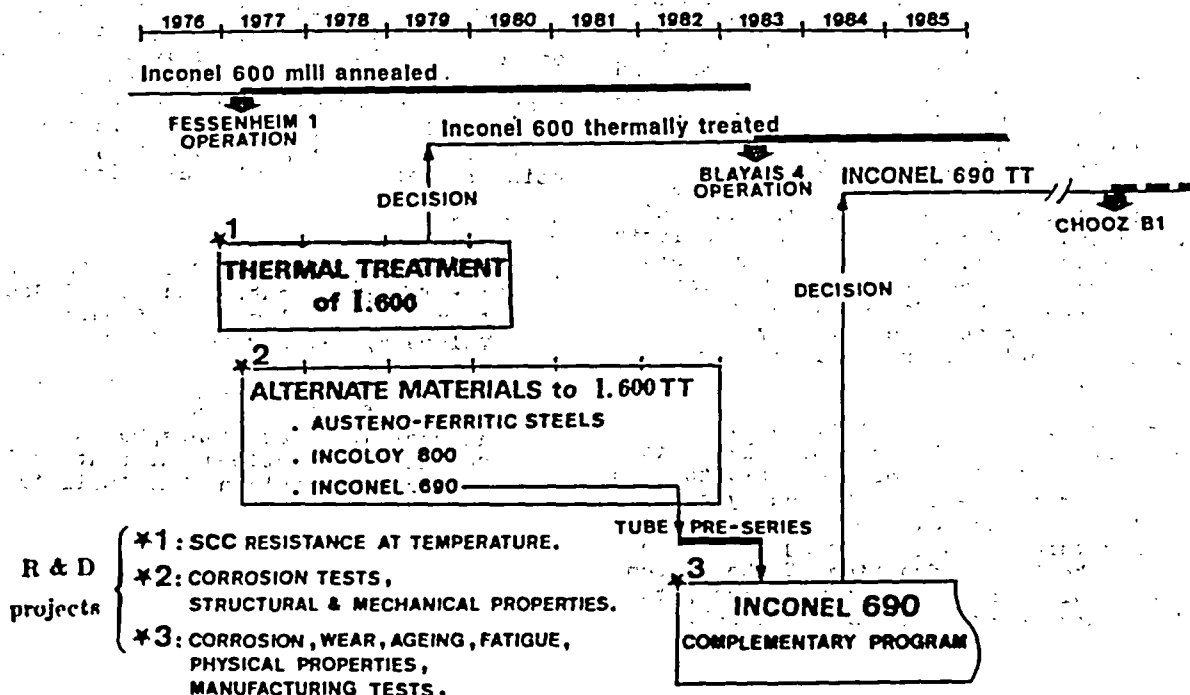 1976 1977 1978 1979 1980 1981 1982 1983 1984 1985
Inconel 600 mill annealed
FESSENHEIM 1
OPERATION
Inconel 600 thermally treated
BLAYAIS 4
OPERATION
INCONEL 690 TT
CHOOZ B1
DECISION
*1
THERMAL TREATMENT
of I.600
DECISION
*2
ALTERNATE MATERIALS to I.600TT
. AUSTENO-FERRITIC STEELS
. INCOLOY 800
. INCONEL 690
TUBE PRE-SERIES
*3
INCONEL 690
COMPLEMENTARY PROGRAM
R & D
projects
*1: SCC RESISTANCE AT TEMPERATURE.
*2: CORROSION TESTS,
STRUCTURAL & MECHANICAL PROPERTIES.
*3: CORROSION, WEAR, AGEING, FATIGUE,
PHYSICAL PROPERTIES,
MANUFACTURING TESTS.